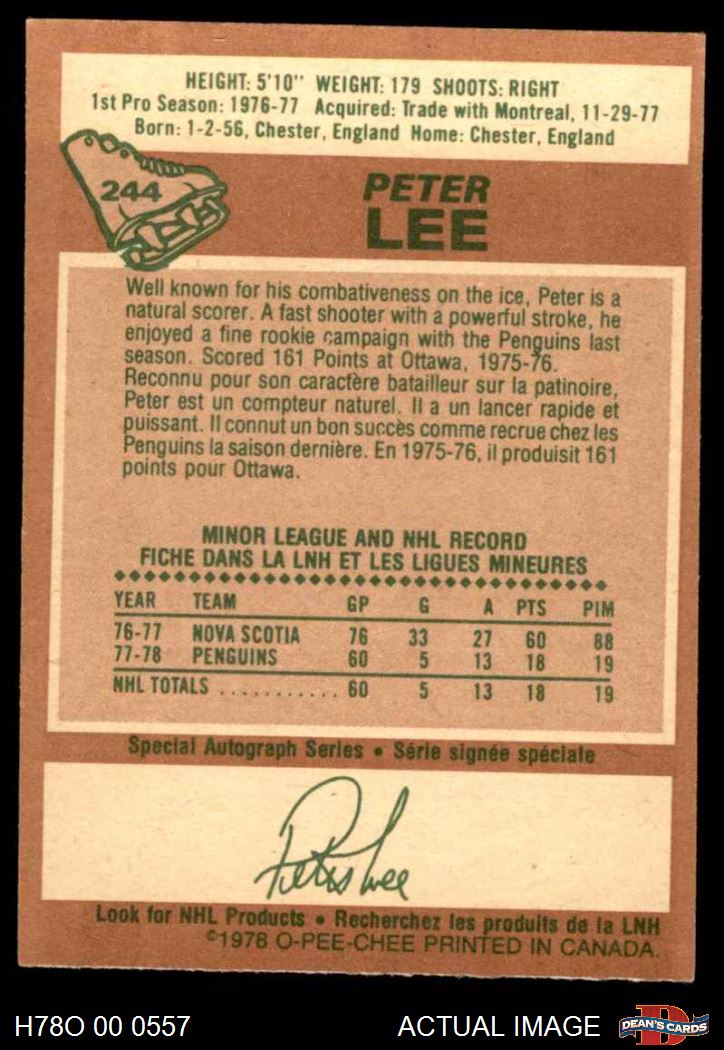 HEIGHT: 5'10" WEIGHT: 179 SHOOTS: RIGHT
1st Pro Season: 1976-77 Acquired: Trade with Montreal, 11-29-77
Born: 1-2-56, Chester, England Home: Chester, England
244
PETER
LEE
Well known for his combativeness on the ice, Peter is a
natural scorer. A fast shooter with a powerful stroke, he
enjoyed a fine rookie campaign with the Penguins last
season. Scored 161 Points at Ottawa, 1975-76.
Reconnu pour son caractère batailleur sur la patinoire,
Peter est un compteur naturel. Il a un lancer rapide et
puissant. Il connut un bon succès comme recrue chez les
Penguins la saison dernière. En 1975-76, il produisit 161
points pour Ottawa.
MINOR LEAGUE AND NHL RECORD
FICHE DANS LA LNH ET LES LIGUES MINEURES
YEAR TEAM GP G A PTS PIM
76-77 NOVA SCOTIA 76 33 27 60 88
77-78 PENGUINS 60 5 13 18 19
NHL TOTALS ........... 60 5 13 18 19
Special Autograph Series • Série signée spéciale
Peter Lee
Look for NHL Products • Recherchez les produits de la LNH
©1978 O-PEE-CHEE PRINTED IN CANADA.
H78O 00 0557 ACTUAL IMAGE D DEAN'S CARDS